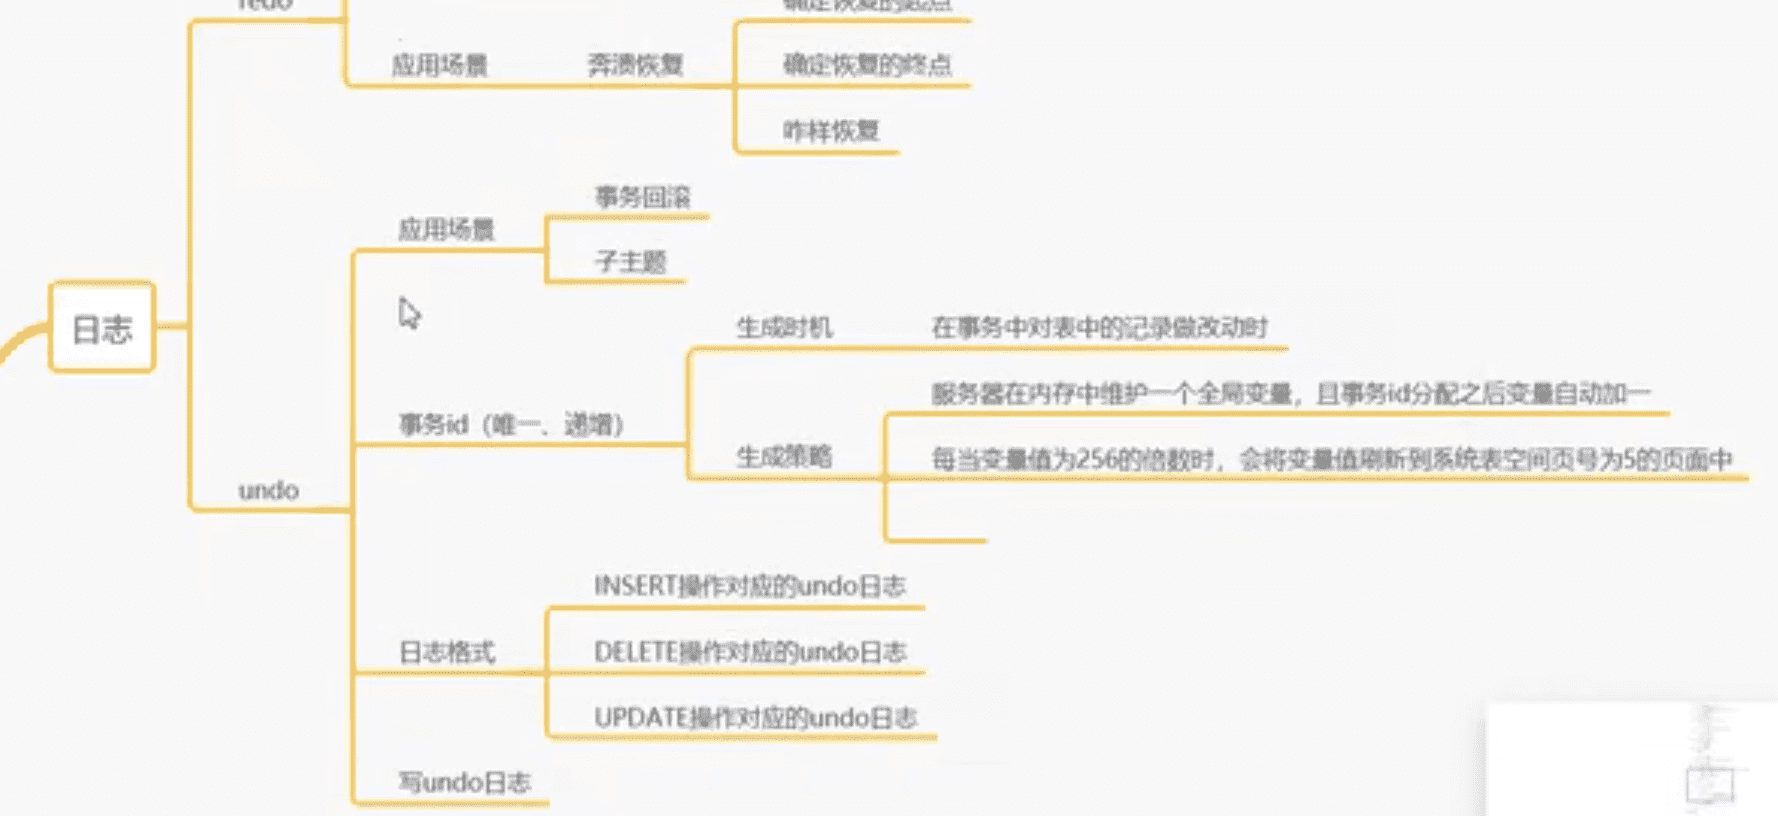 redo
确定恢复的起点
应用场景
奔溃恢复
确定恢复的终点
咋样恢复
日志
undo
应用场景
事务回滚
子主题
事务id（唯一、递增）
生成时机
在事务中对表中的记录做改动时
生成策略
服务器在内存中维护一个全局变量，且事务id分配之后变量自动加一
每当变量值为256的倍数时，会将变量值刷新到系统表空间页号为5的页面中
日志格式
INSERT操作对应的undo日志
DELETE操作对应的undo日志
UPDATE操作对应的undo日志
写undo日志